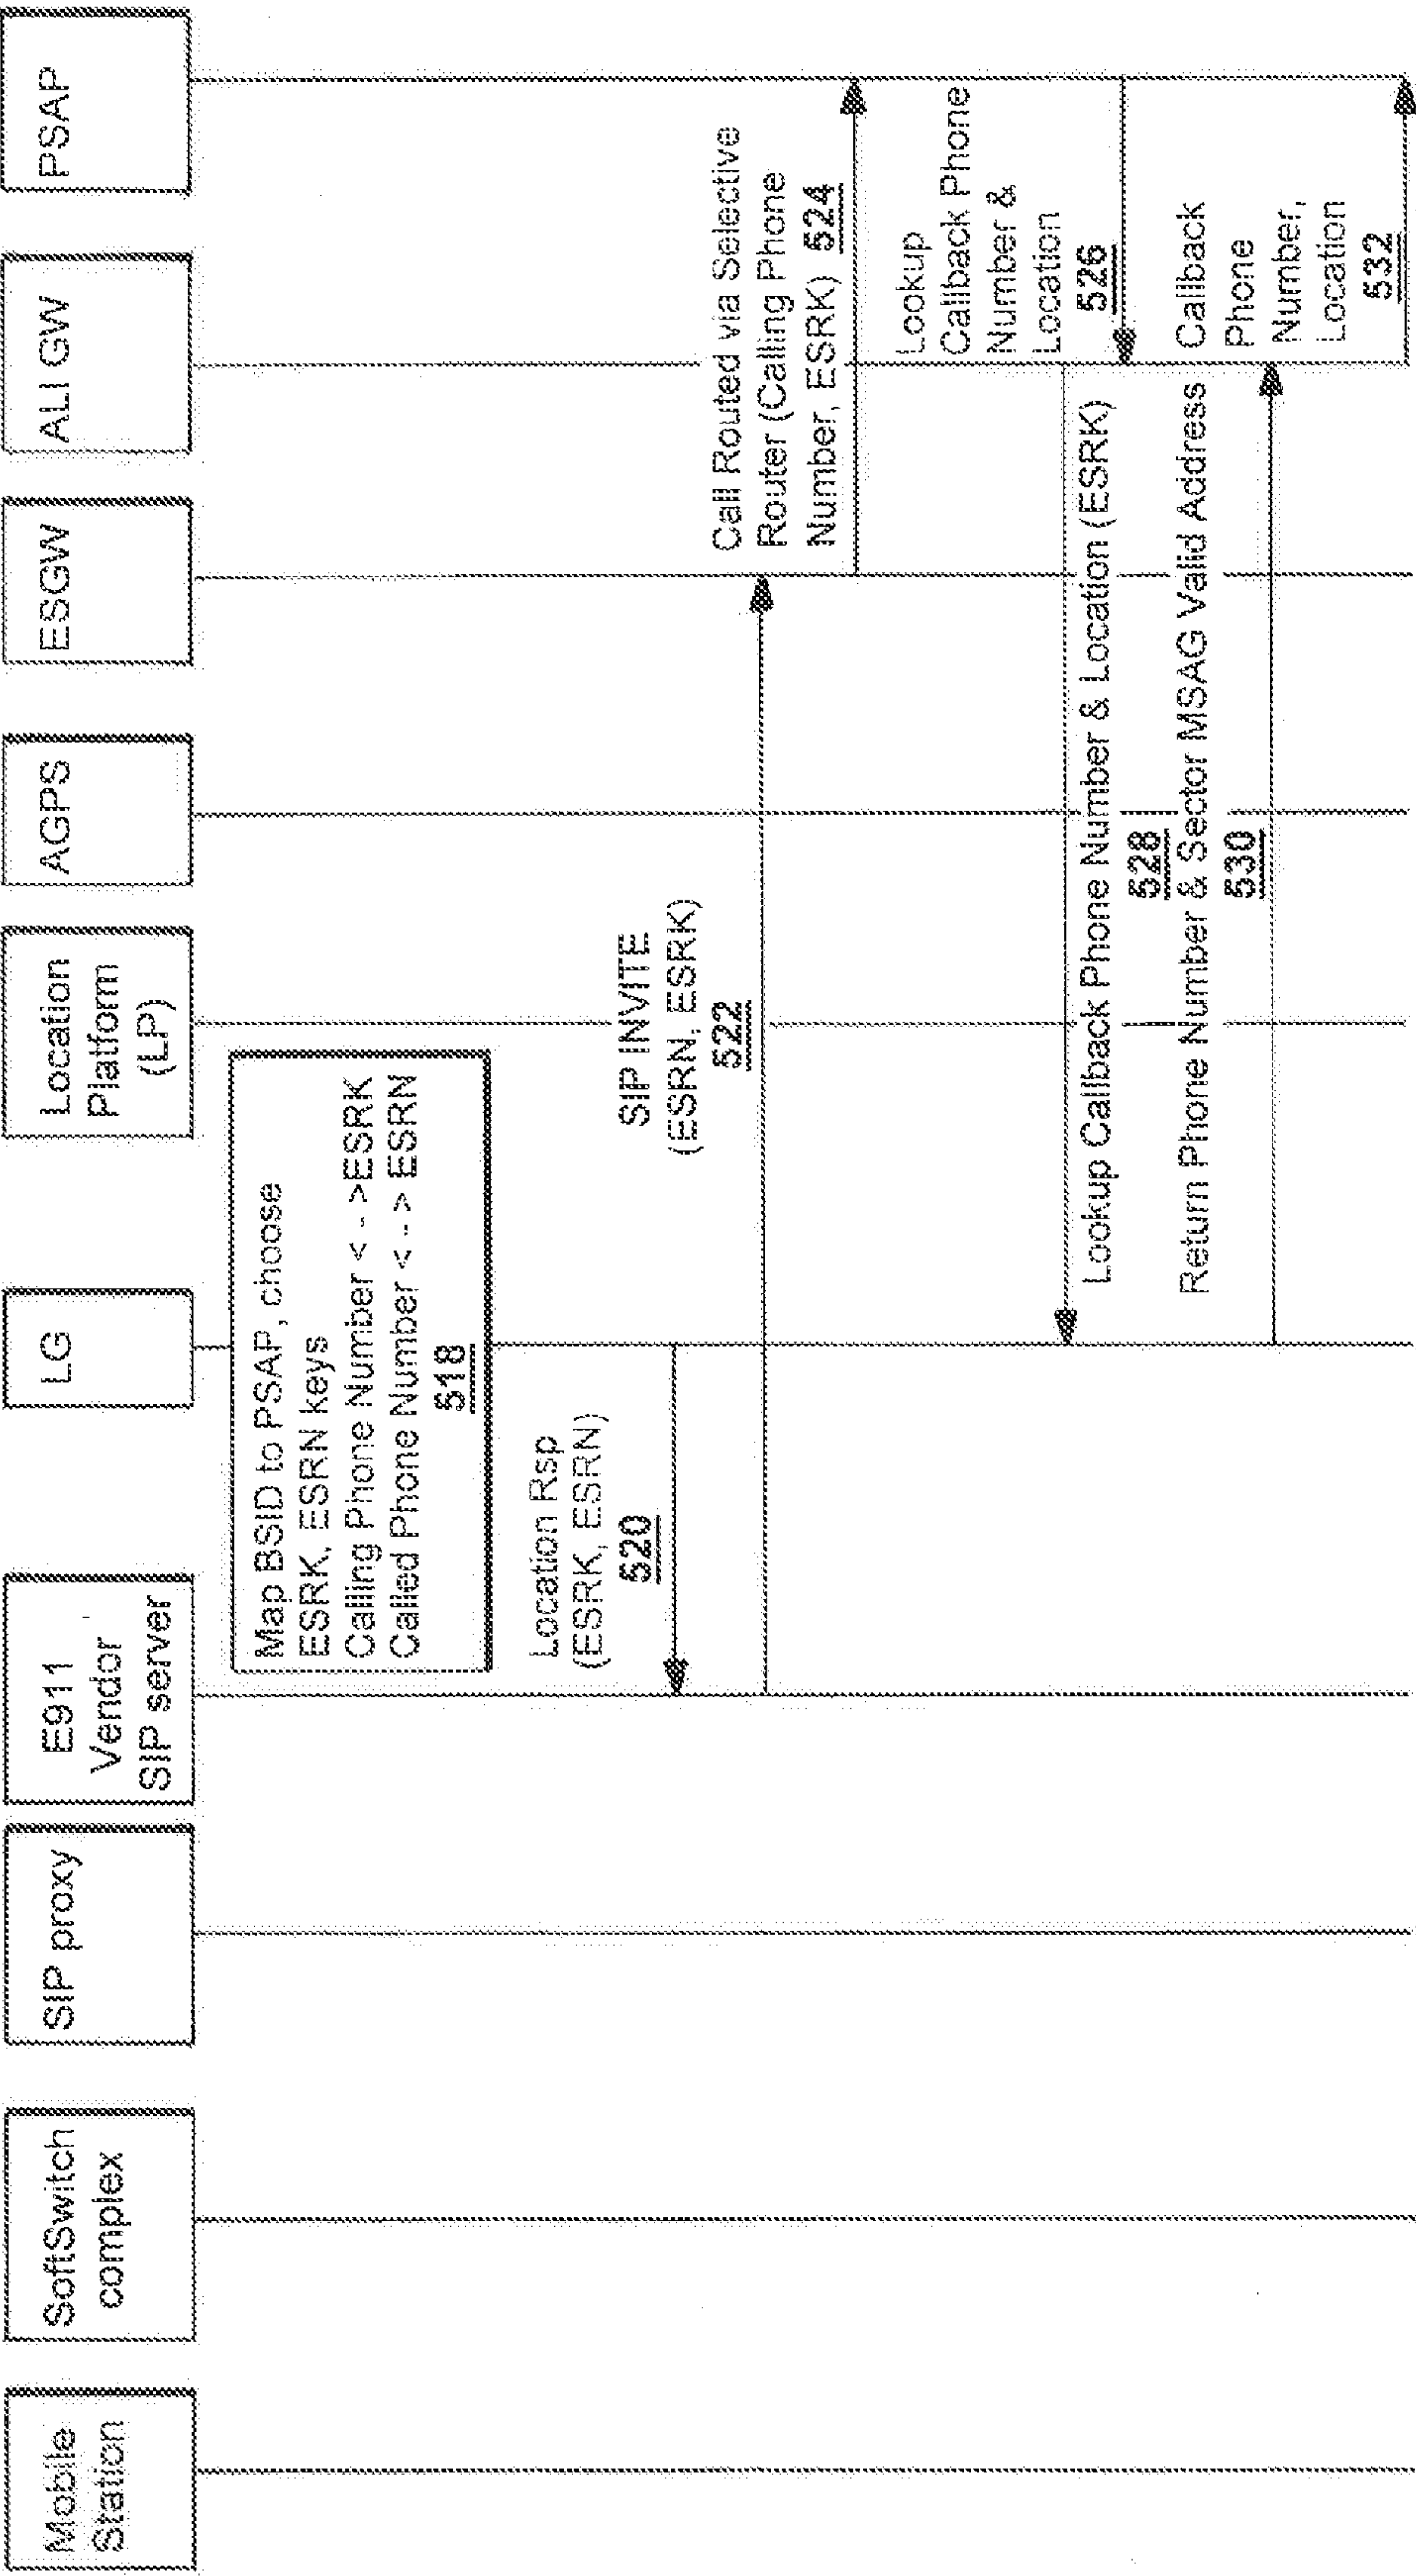 Mobile
Station
SoftSwitch
complex
SIP proxy
E911
Vendor
SIP server
LG
Location
Platform
(LP)
AGPS
ESGW
ALI GW
PSAP
Map BSID to PSAP, choose
ESRK, ESRN keys
Calling Phone Number < - >ESRK
Called Phone Number < - > ESRN
518
Location Rsp
(ESRK, ESRN)
520
SIP INVITE
(ESRN, ESRK)
522
Call Routed via Selective
Router (Calling Phone
Number, ESRK) 524
Lookup
Callback Phone
Number &
Location
526
Lookup Callback Phone Number & Location (ESRK)
528
Return Phone Number & Sector MSAG Valid Address
530
Callback
Phone
Number,
Location
532